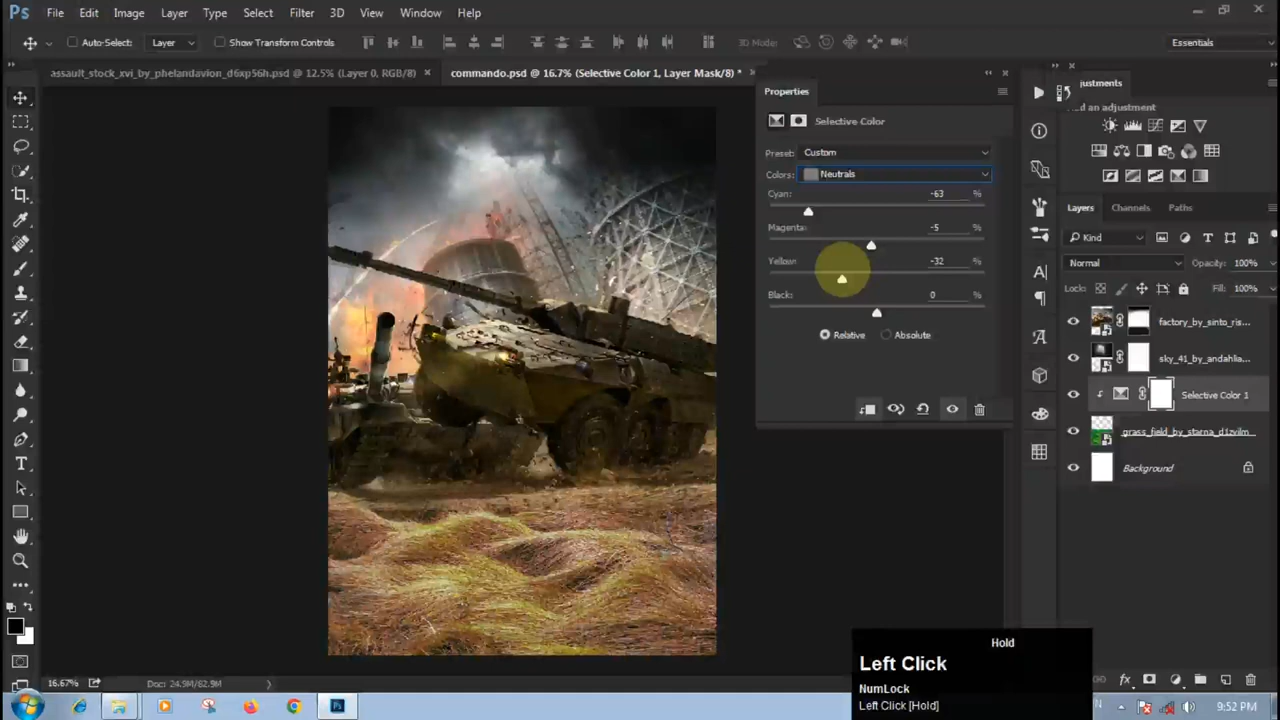 Ps File Edit Image Layer Type Select Filter 3D View Window Help
Auto-Select: Layer Show Transform Controls 3D Mode: Essentials
assault_stock_xvi_by_phelandavion_d6xp56h.psd @ 12.5% (Layer 0, RGB/8) × commando.psd @ 16.7% (Selective Color 1, Layer Mask/8) * ×
Properties
Selective Color
Preset: Custom
Colors: Neutrals
Cyan: -63 %
Magenta: -5 %
Yellow: -32 %
Black: 0 %
Relative Absolute
djustments
Add an adjustment
Layers Channels Paths
Kind
Normal Opacity: 100%
Lock: Fill: 100%
factory_by_sinto_ris...
sky_41_by_andahlia...
Selective Color 1
grass_field_by_starna_d1zvilm
Background
Hold
Left Click
NumLock
Left Click [Hold]
16.67% Doc: 24.9M/62.9M
9:52 PM